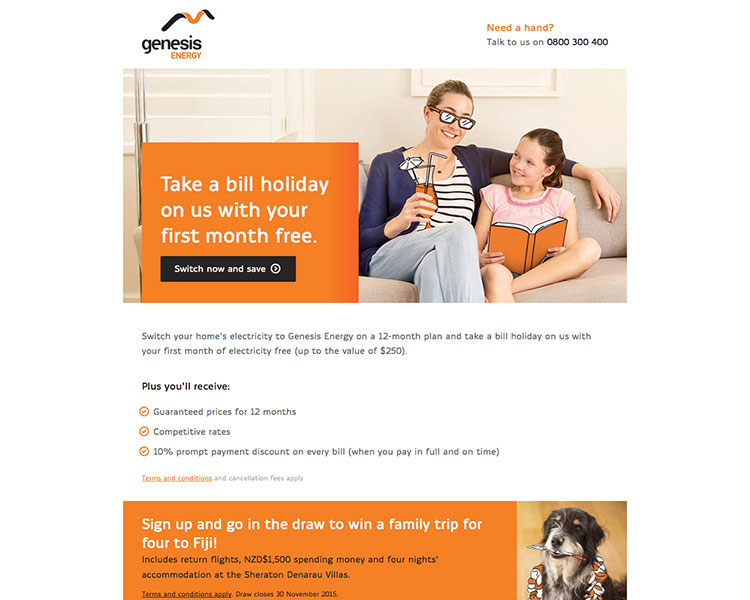 genesis
ENERGY
Need a hand?
Talk to us on 0800 300 400
Take a bill holiday
on us with your
first month free.
Switch now and save
Switch your home's electricity to Genesis Energy on a 12-month plan and take a bill holiday on us with
your first month of electricity free (up to the value of $250).
Plus you'll receive:
Guaranteed prices for 12 months
Competitive rates
10% prompt payment discount on every bill (when you pay in full and on time)
Terms and conditions and cancellation fees apply
Sign up and go in the draw to win a family trip for
four to Fiji!
Includes return flights, NZD$1,500 spending money and four nights'
accommodation at the Sheraton Denarau Villas.
Terms and conditions apply. Draw closes 30 November 2015.